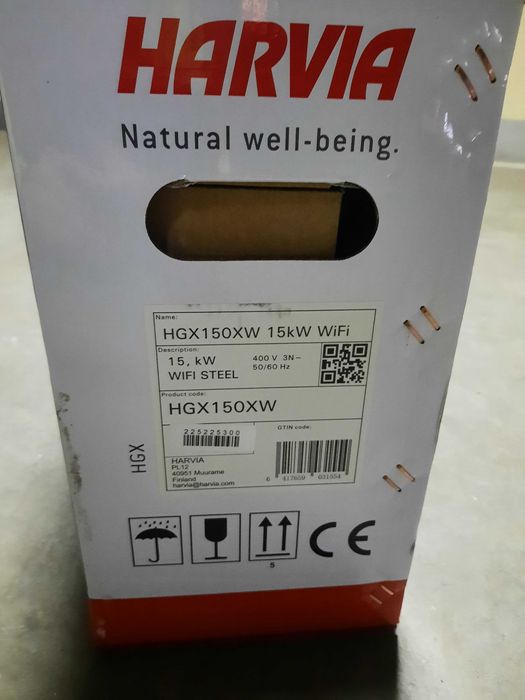 HARVIA
Natural well-being.
Name:
HGX150XW 15kW WiFi
Description:
15, kW
WIFI STEEL
400 V 3N~
50/60 Hz
Product code:
HGX150XW
225225300
GTIN code:
HARVIA
PL12
40951 Muurame
Finland
harvia@harvia.com
6 417659 031554
HGX
5
CE